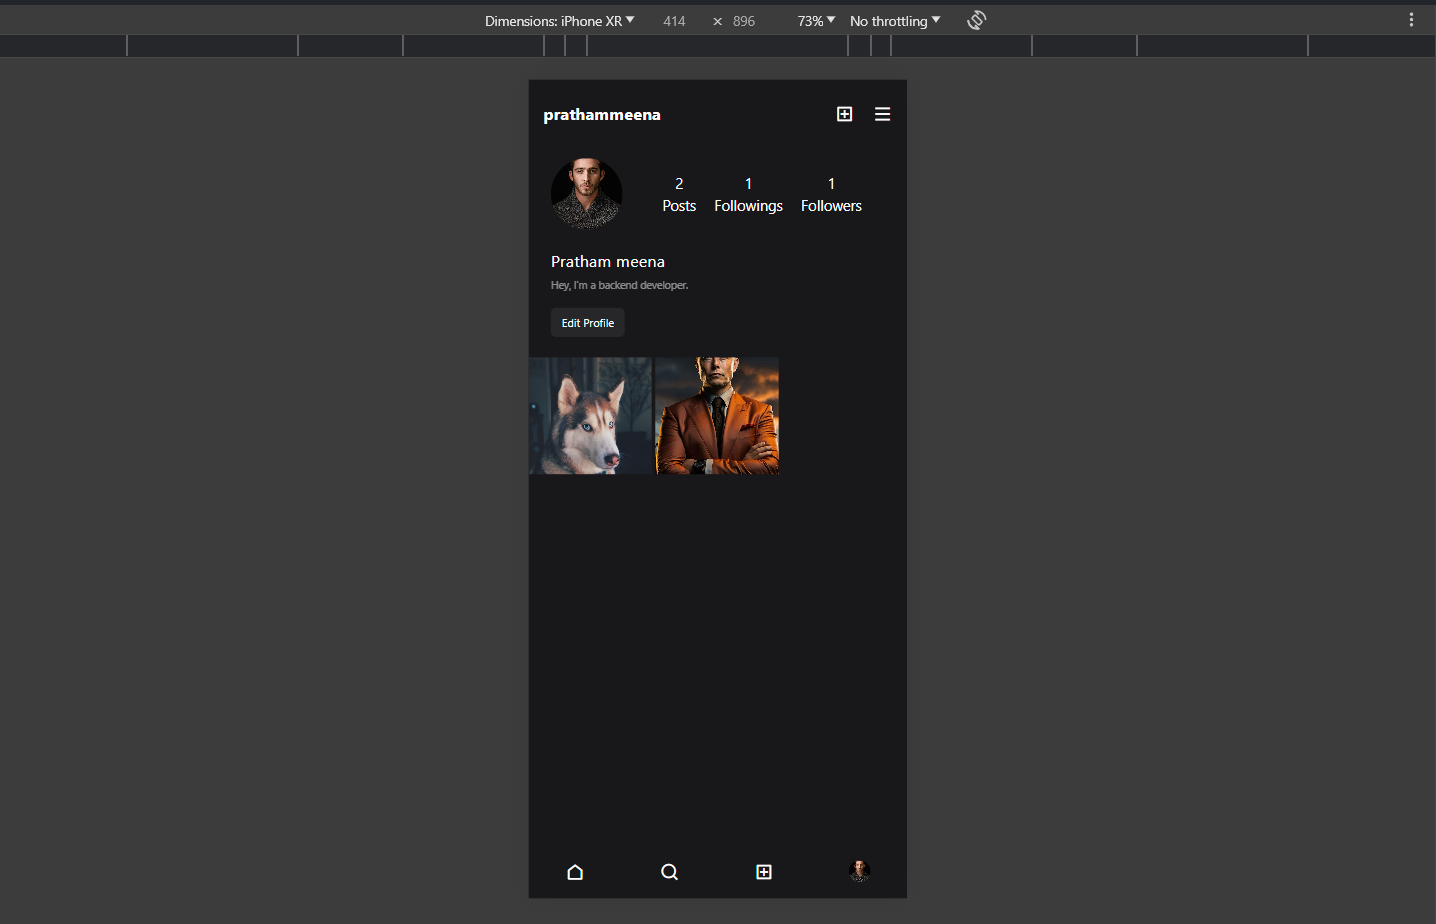 Dimensions: iPhone XR 414 × 896 73% No throttling
prathammeena
2 1 1
Posts Followings Followers
Pratham meena
Hey, I'm a backend developer.
Edit Profile